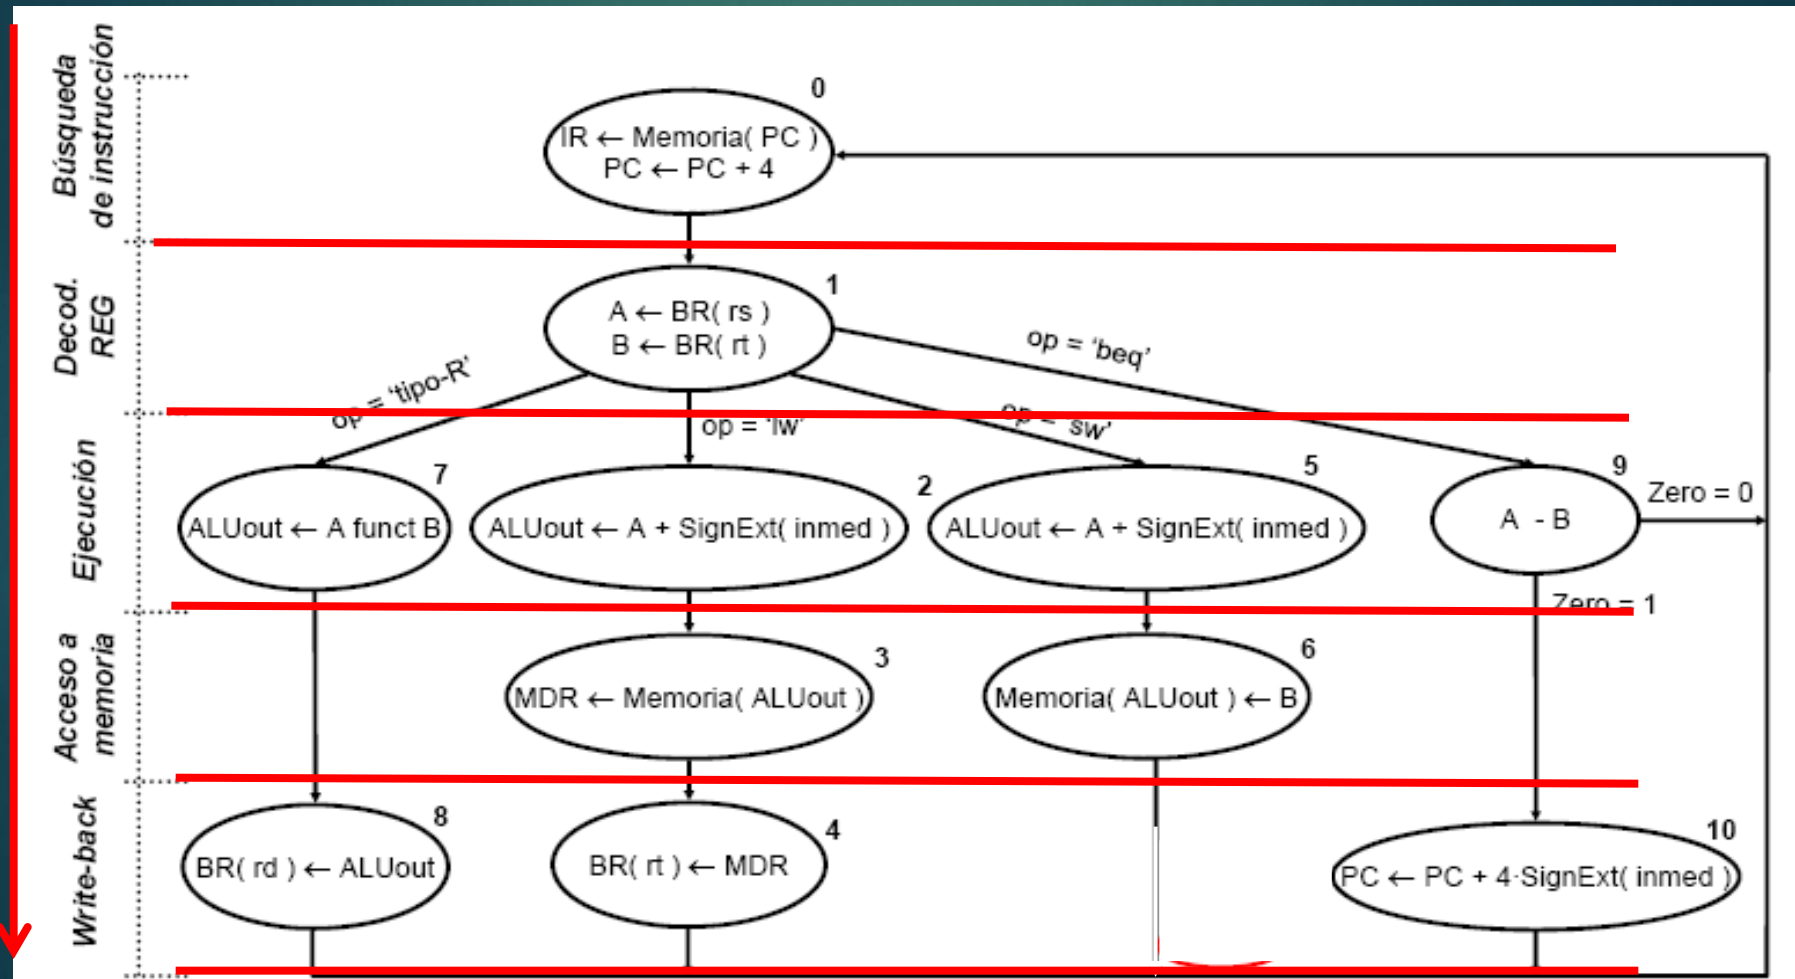 Búsqueda
de instrucción
0
IR ← Memoria( PC )
PC ← PC + 4
Decod.
REG
1
A ← BR( rs )
B ← BR( rt )
op = 'tipo-R'
op = 'lw'
op = 'sw'
op = 'beq'
Ejecución
7
ALUout ← A funct B
2
ALUout ← A + SignExt( inmed )
5
ALUout ← A + SignExt( inmed )
9
A - B
Zero = 0
Zero = 1
Acceso a
memoria
3
MDR ← Memoria( ALUout )
6
Memoria( ALUout ) ← B
Write-back
8
BR( rd ) ← ALUout
4
BR( rt ) ← MDR
10
PC ← PC + 4·SignExt( inmed )